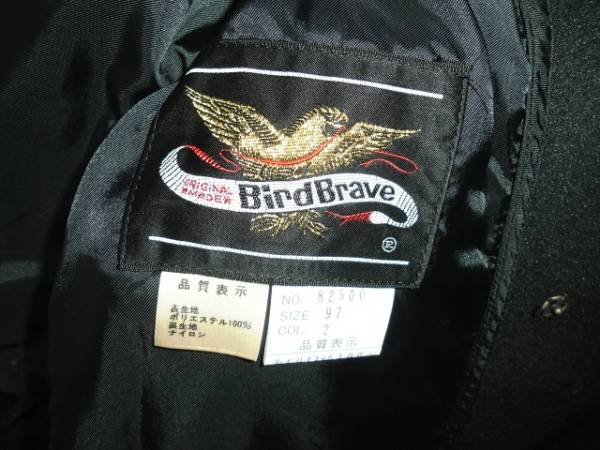 ORIGINAL
MADE
BirdBrave
®
品質表示
表生地
ポリエステル100%
裏生地
ナイロン
NO. 82500
SIZE 97
COL. 2
品質表示